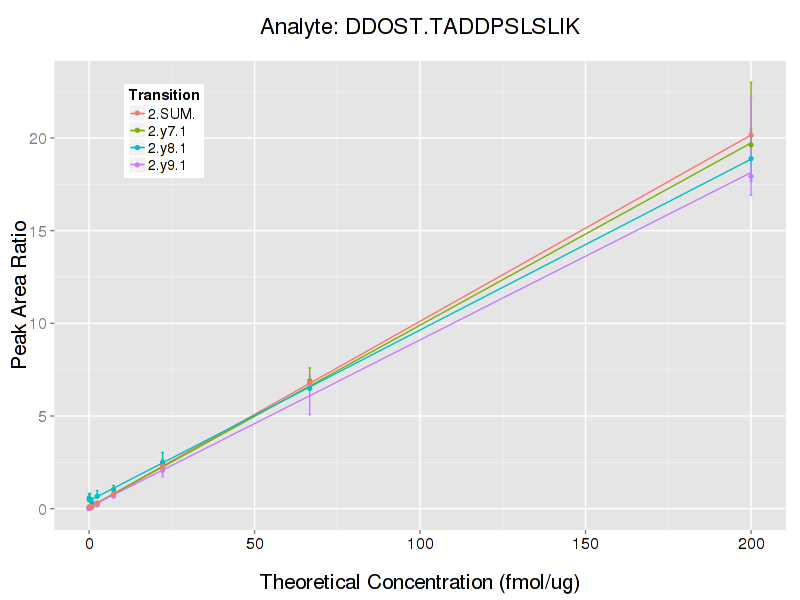 Analyte: DDOST.TADDPSLSLIK
Transition
2.SUM.
2.y7.1
2.y8.1
2.y9.1
Peak Area Ratio
20
15
10
5
0
0 50 100 150 200
Theoretical Concentration (fmol/ug)